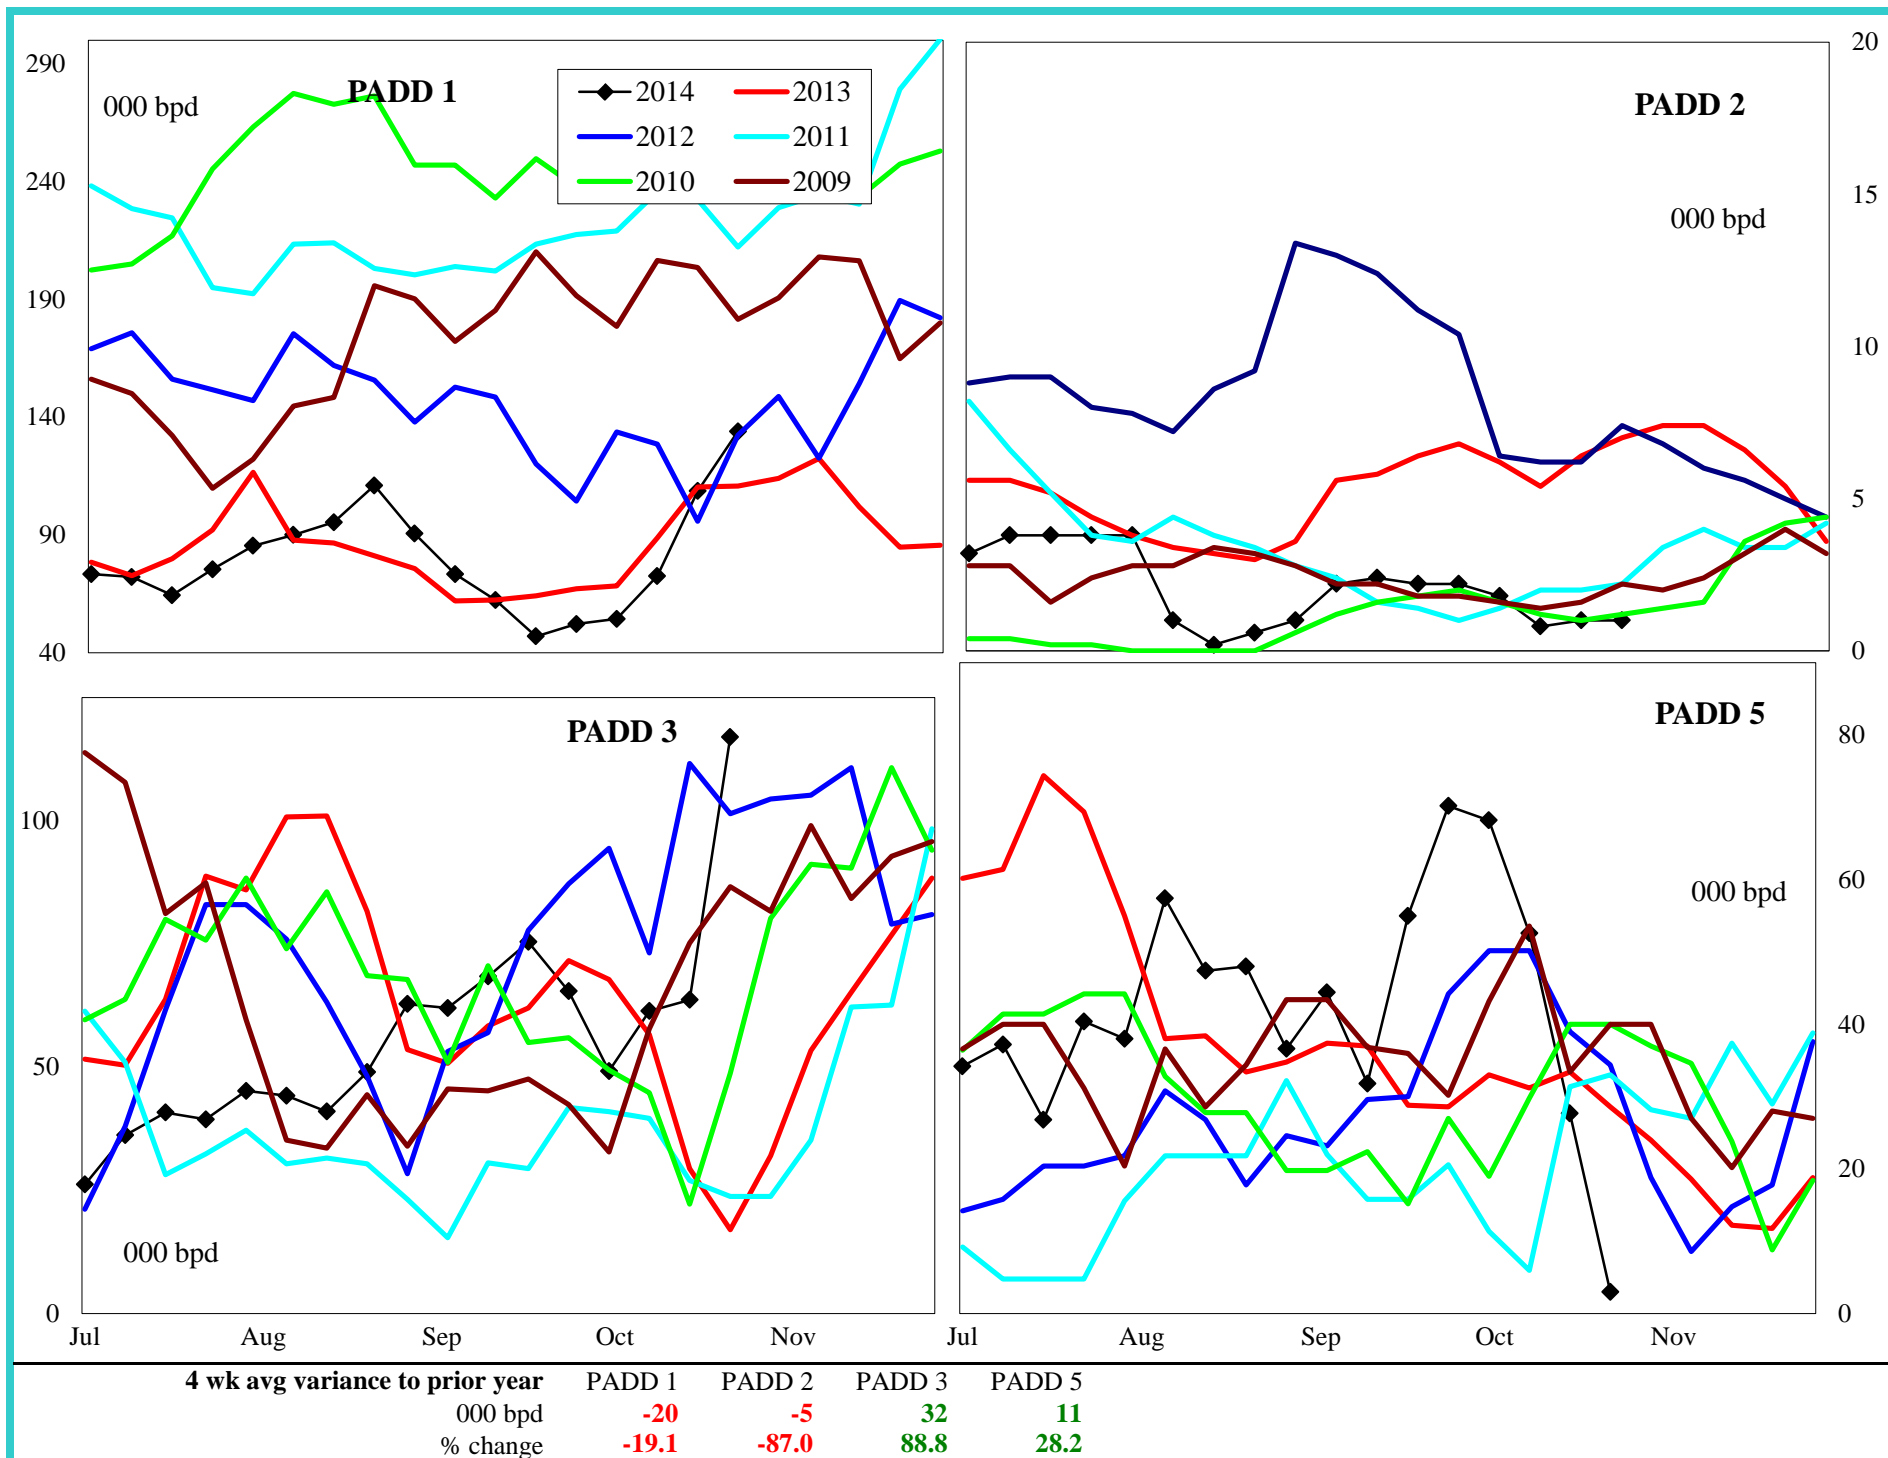 PADD 1
000 bpd
290
240
190
140
90
40
2014
2013
2012
2011
2010
2009
PADD 2
000 bpd
20
15
10
5
0
PADD 3
000 bpd
100
50
0
Jul
Aug
Sep
Oct
Nov
PADD 5
000 bpd
80
60
40
20
0
Jul
Aug
Sep
Oct
Nov
4 wk avg variance to prior year PADD 1 PADD 2 PADD 3 PADD 5
000 bpd -20 -5 32 11
% change -19.1 -87.0 88.8 28.2